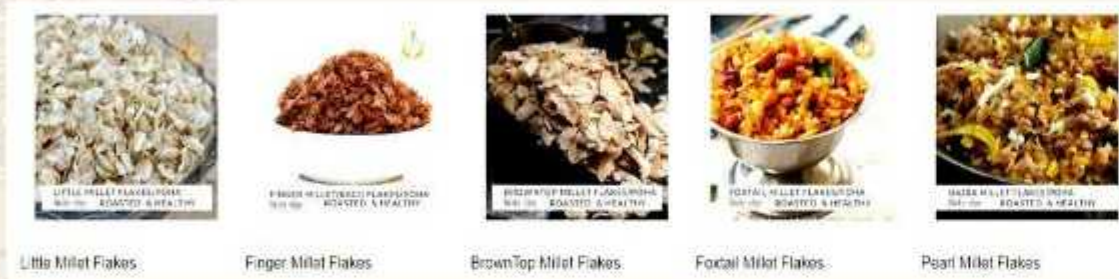 LITTLE MILLET FLAKES/POHA
ROASTED & HEALTHY
FINGER MILLET(RAGI) FLAKES/POHA
ROASTED & HEALTHY
BROWNTOP MILLET FLAKES/POHA
ROASTED & HEALTHY
FOXTAIL MILLET FLAKES/POHA
ROASTED & HEALTHY
BAJRA MILLET FLAKES/POHA
ROASTED & HEALTHY
Little Millet Flakes
Finger Millet Flakes
BrownTop Millet Flakes
Foxtail Millet Flakes
Pearl Millet Flakes